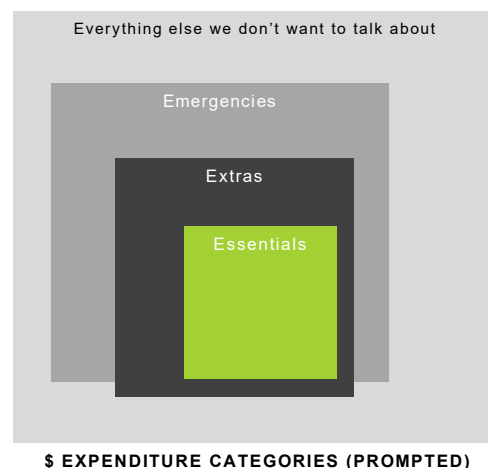 Everything else we don’t want to talk about
Emergencies
Extras
Essentials
$ EXPENDITURE CATEGORIES (PROMPTED)